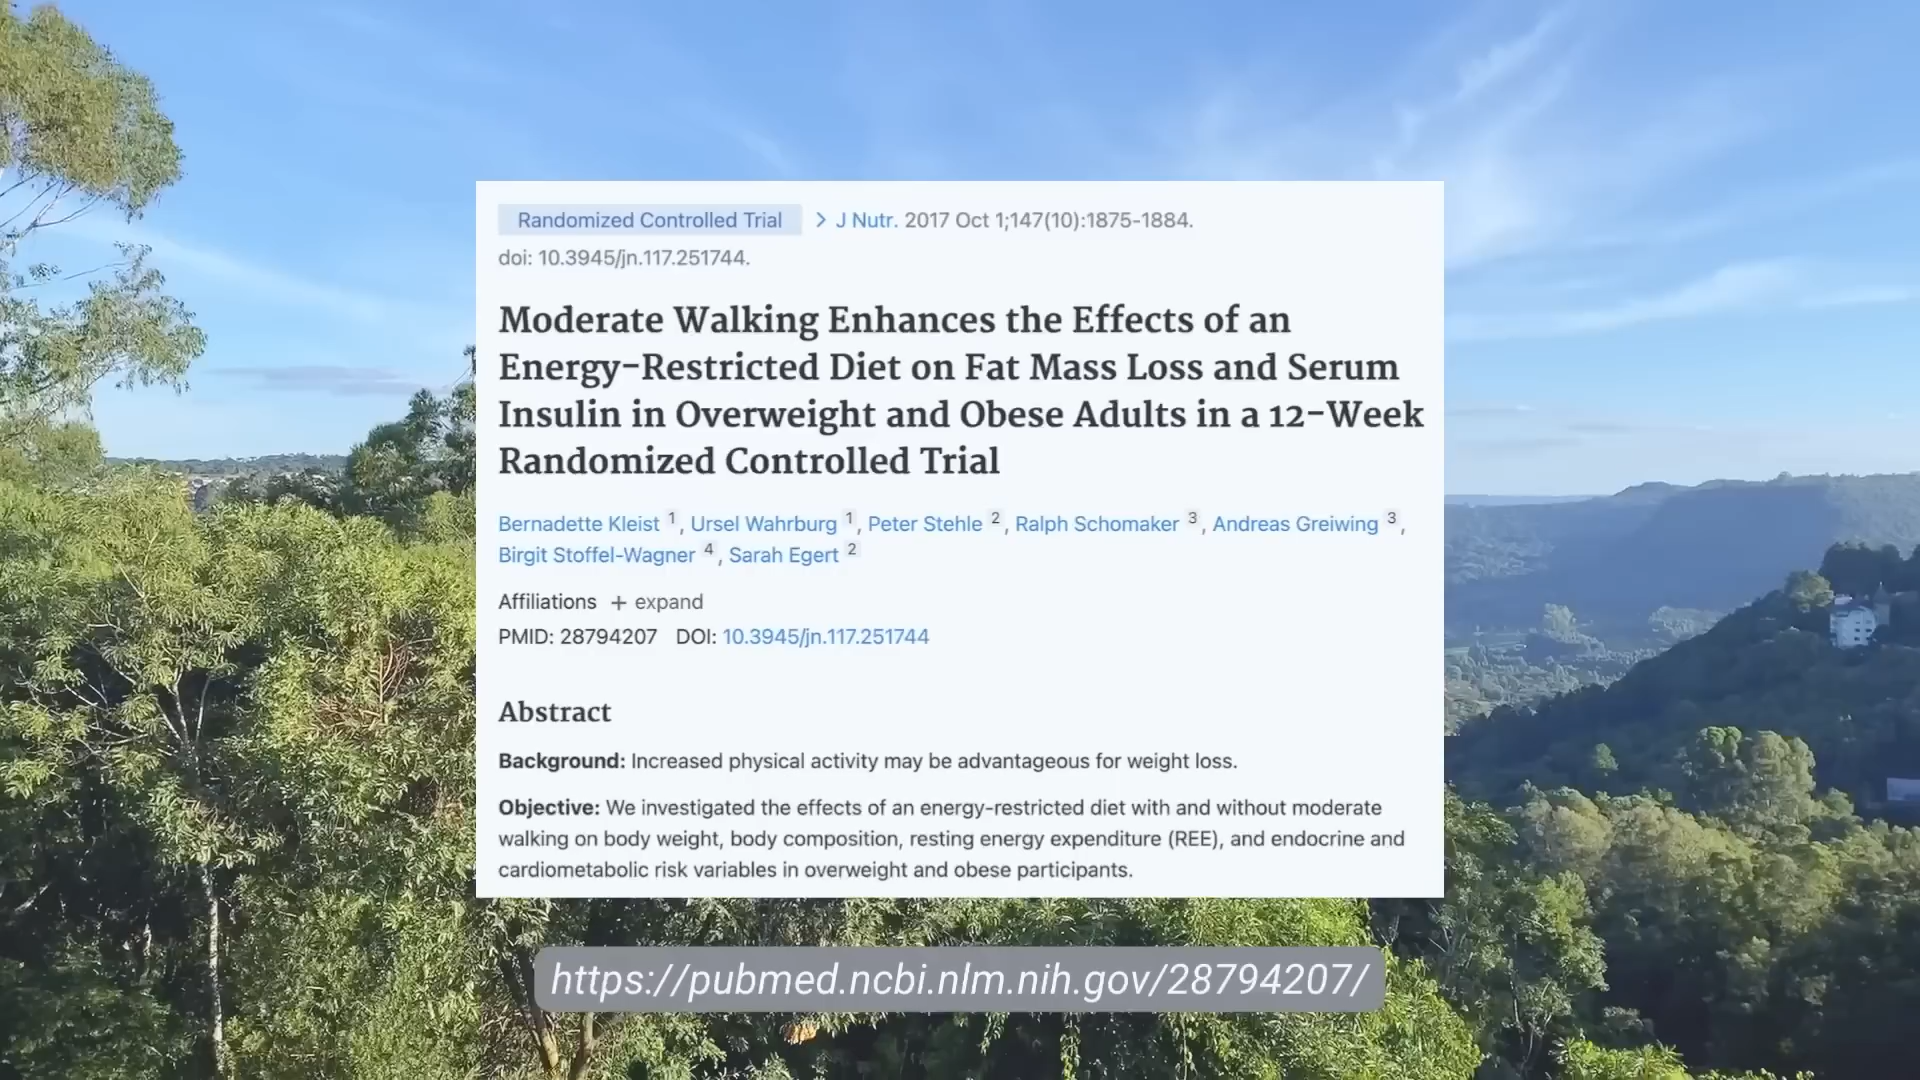 Randomized Controlled Trial > J Nutr. 2017 Oct 1;147(10):1875-1884.
doi: 10.3945/jn.117.251744.
Moderate Walking Enhances the Effects of an
Energy-Restricted Diet on Fat Mass Loss and Serum
Insulin in Overweight and Obese Adults in a 12-Week
Randomized Controlled Trial
Bernadette Kleist 1, Ursel Wahrburg 1, Peter Stehle 2, Ralph Schomaker 3, Andreas Greiwing 3,
Birgit Stoffel-Wagner 4, Sarah Egert 2
Affiliations + expand
PMID: 28794207 DOI: 10.3945/jn.117.251744
Abstract
Background: Increased physical activity may be advantageous for weight loss.
Objective: We investigated the effects of an energy-restricted diet with and without moderate
walking on body weight, body composition, resting energy expenditure (REE), and endocrine and
cardiometabolic risk variables in overweight and obese participants.
https://pubmed.ncbi.nlm.nih.gov/28794207/